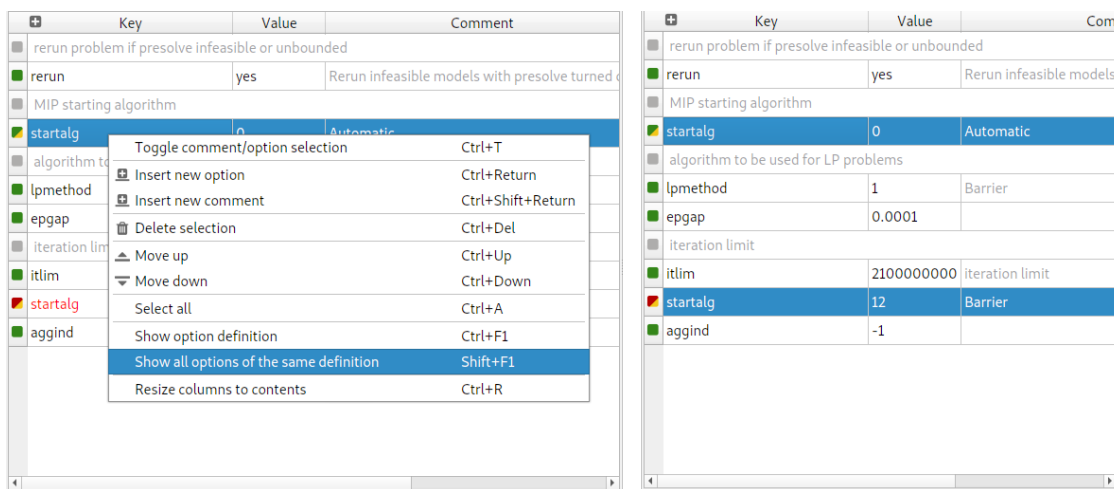 Key Value Comment
rerun problem if presolve infeasible or unbounded
rerun yes Rerun infeasible models with presolve turned
MIP starting algorithm
startalg 0 Automatic
algorithm to
lpmethod
epgap
iteration lim
itlim
startalg
aggind
Toggle comment/option selection Ctrl+T
Insert new option Ctrl+Return
Insert new comment Ctrl+Shift+Return
Delete selection Ctrl+Del
Move up Ctrl+Up
Move down Ctrl+Down
Select all Ctrl+A
Show option definition Ctrl+F1
Show all options of the same definition Shift+F1
Resize columns to contents Ctrl+R
Key Value Com
rerun problem if presolve infeasible or unbounded
rerun yes Rerun infeasible models
MIP starting algorithm
startalg 0 Automatic
algorithm to be used for LP problems
lpmethod 1 Barrier
epgap 0.0001
iteration limit
itlim 2100000000 iteration limit
startalg 12 Barrier
aggind -1